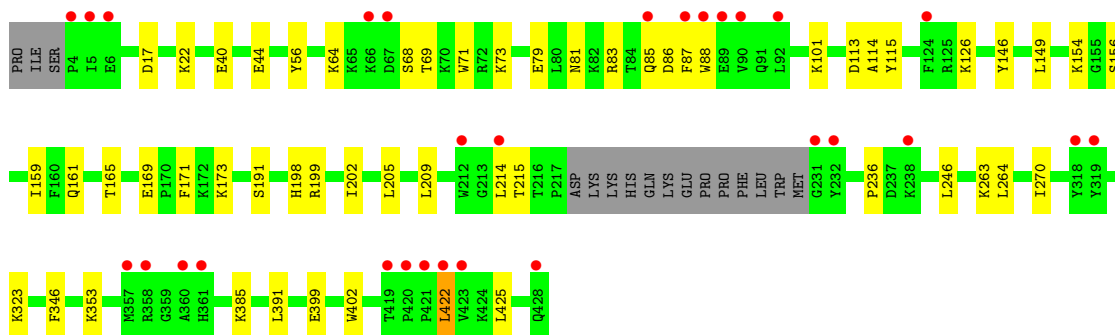 PRO ILE SER P4 I5 E6 D17 K22 E40 E44 Y56 K64 K65 K66 D67 S68 T69 K70 W71 R72 K73 E79 L80 N81 K82 R83 T84 Q85 D86 F87 W88 E89 V90 Q91 L92 K101 D113 A114 Y115 F124 R125 K126 Y146 L149 K154 G155 S156
I159 F160 Q161 T165 E169 P170 F171 K172 K173 S191 H198 R199 I202 L205 L209 W212 G213 L214 T215 T216 P217 ASP LYS LYS HIS GLN LYS GLU PRO PRO PHE LEU TRP MET G231 Y232 P236 D237 K238 L246 K263 L264 I270 Y318 Y319
K323 F346 K353 M357 R358 G359 A360 H361 K385 L391 E399 W402 T419 P420 P421 L422 V423 K424 L425 Q428